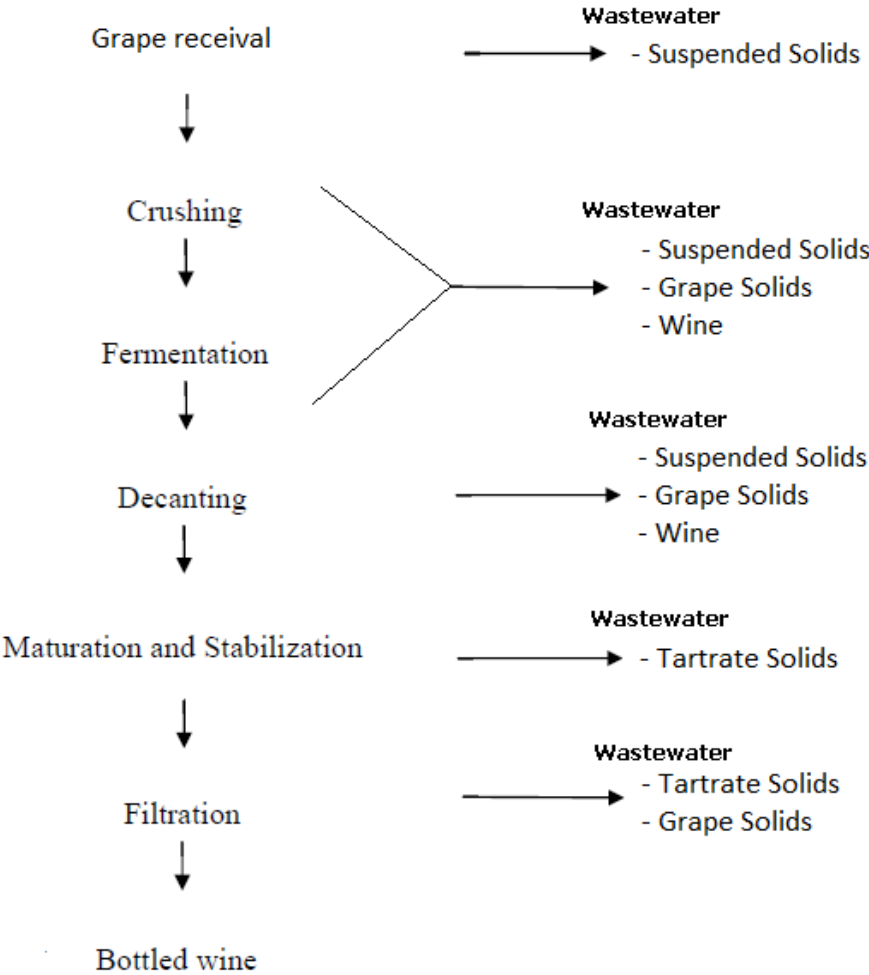 Wastewater
Grape receival
- Suspended Solids
Crushing
Wastewater
- Suspended Solids
- Grape Solids
- Wine
Fermentation
Wastewater
- Suspended Solids
Decanting
- Grape Solids
- Wine
Wastewater
Maturation and Stabilization
- Tartrate Solids
Wastewater
- Tartrate Solids
Filtration
- Grape Solids
Bottled wine